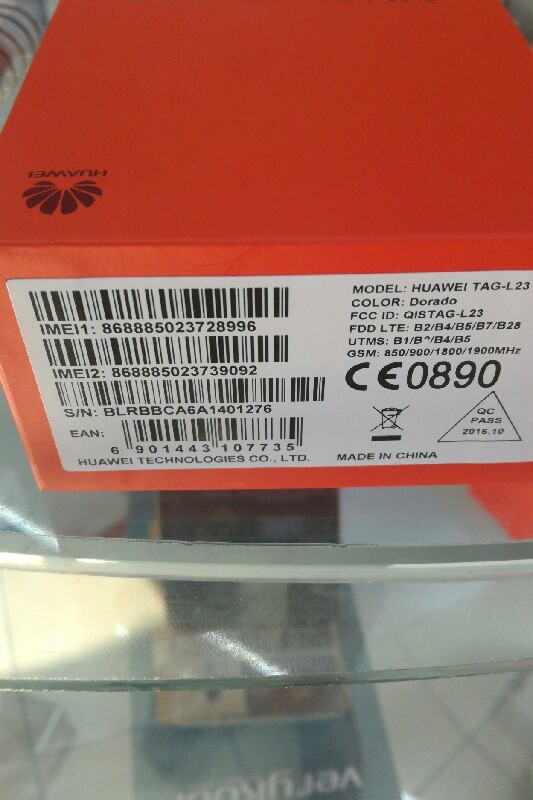 HUAWEI
IMEI1: 868885023728996
IMEI2: 868885023739092
S/N: BLRBBCA6A1401276
EAN:
6 901443 107735
HUAWEI TECHNOLOGIES CO., LTD.
MODEL: HUAWEI TAG-L23
COLOR: Dorado
FCC ID: QISTAG-L23
FDD LTE: B2/B4/B5/B7/B28
UTMS: B1/B2/B4/B5
GSM: 850/900/1800/1900MHz
CE0890
QC
PASS
2016.10
MADE IN CHINA
verykool